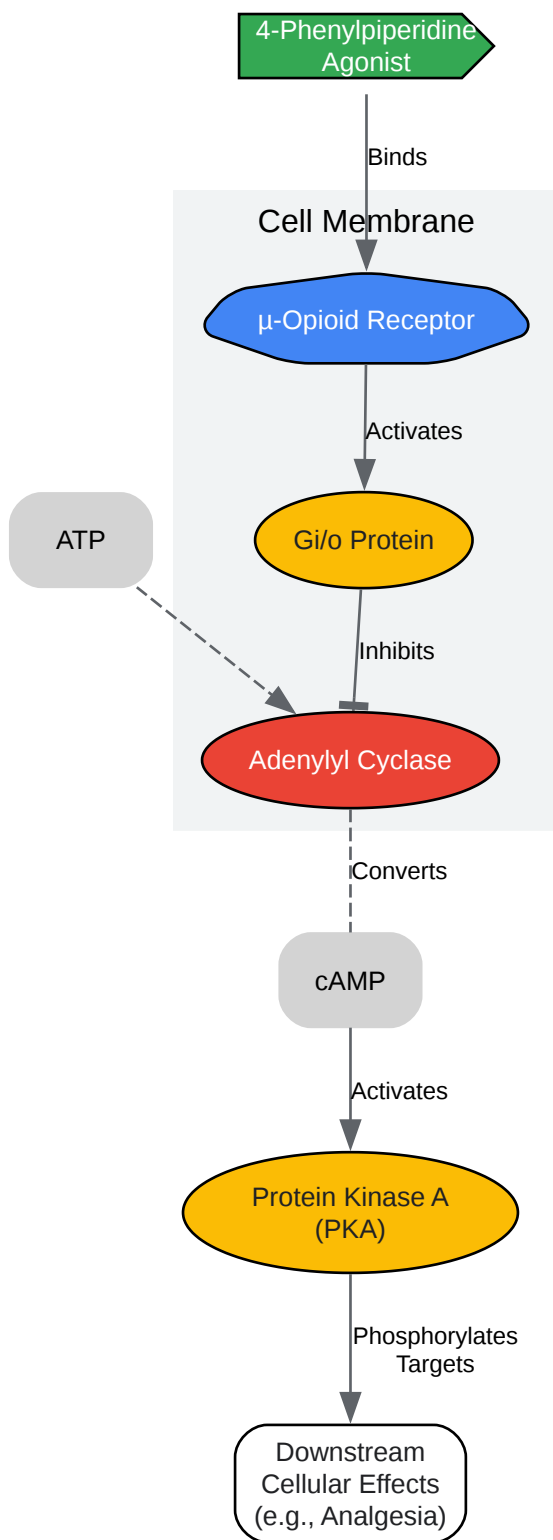 4-Phenylpiperidine
Agonist
Binds
Cell Membrane
µ-Opioid Receptor
Activates
ATP
Gi/o Protein
Inhibits
Adenylyl Cyclase
Converts
cAMP
Activates
Protein Kinase A
(PKA)
Phosphorylates
Targets
Downstream
Cellular Effects
(e.g., Analgesia)